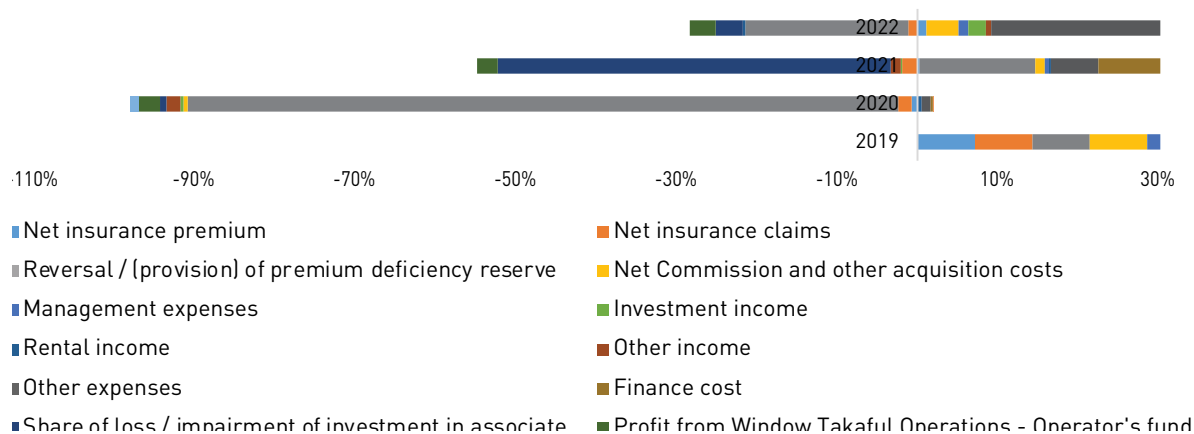 2022
2021
2020
2019
-110% -90% -70% -50% -30% -10% 10% 30%
Net insurance premium Net insurance claims
Reversal / (provision) of premium deficiency reserve Net Commission and other acquisition costs
Management expenses Investment income
Rental income Other income
Other expenses Finance cost
Share of loss / impairment of investment in associate Profit from Window Takaful Operations - Operator's fund